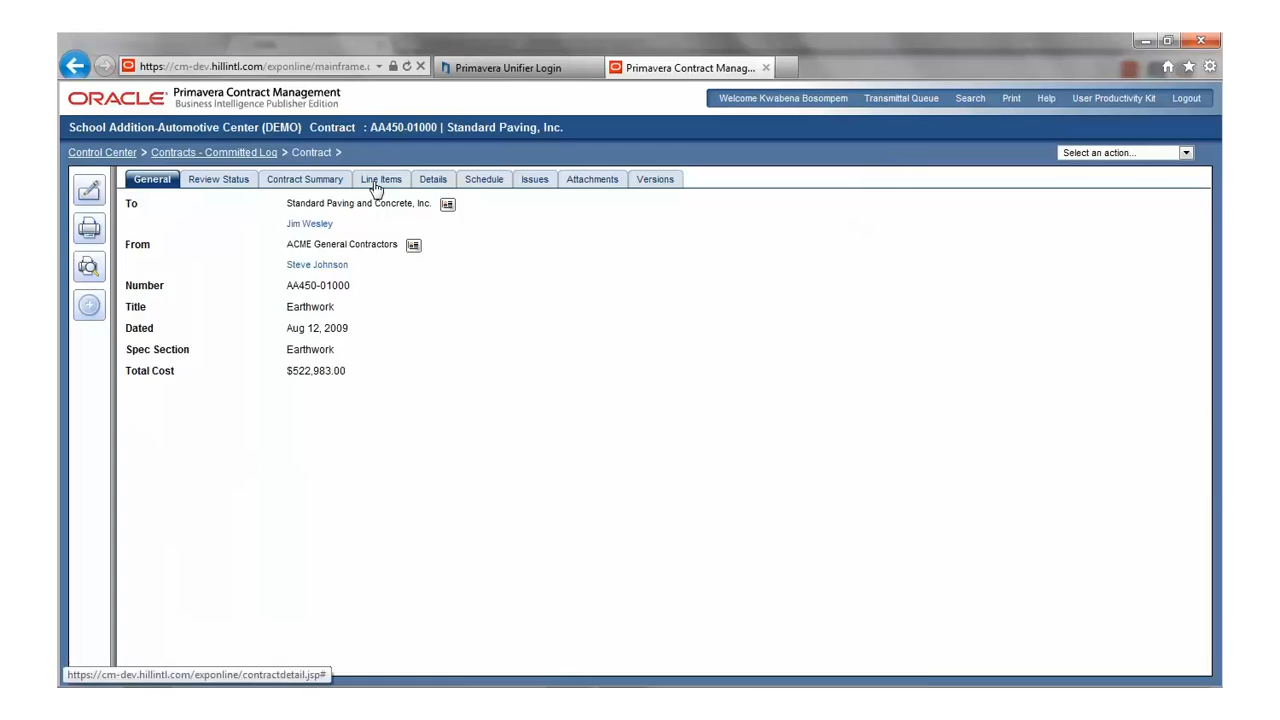 https://cm-dev.hillintl.com/exponline/mainframe.c
Primavera Unifier Login
Primavera Contract Manag...
ORACLE Primavera Contract Management
Business Intelligence Publisher Edition
Welcome Kwabena Bosompem Transmittal Queue Search Print Help User Productivity Kit Logout
School Addition-Automotive Center (DEMO) Contract : AA450-01000 | Standard Paving, Inc.
Control Center > Contracts - Committed Log > Contract >
Select an action...
General Review Status Contract Summary Line Items Details Schedule Issues Attachments Versions
To Standard Paving and Concrete, Inc.
Jim Wesley
From ACME General Contractors
Steve Johnson
Number AA450-01000
Title Earthwork
Dated Aug 12, 2009
Spec Section Earthwork
Total Cost $522,983.00
https://cm-dev.hillintl.com/exponline/contractdetail.jsp#